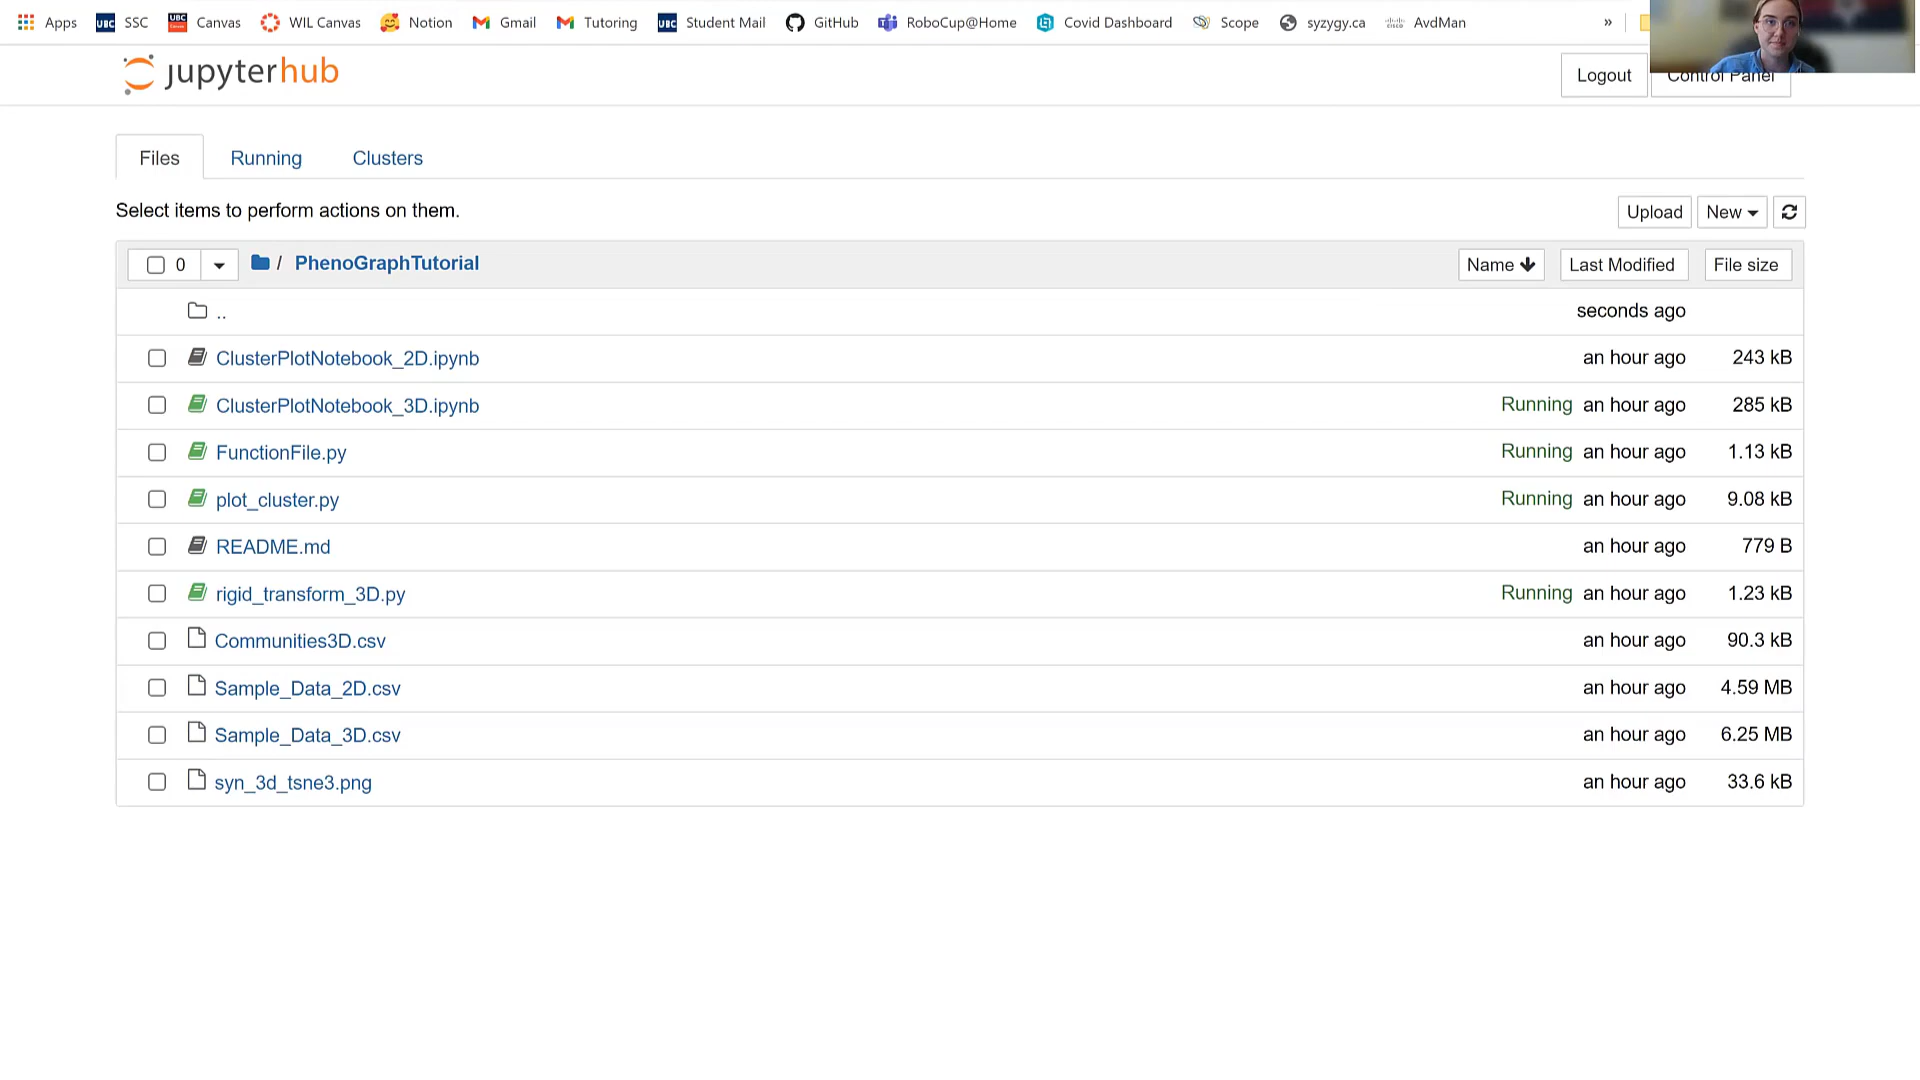 Apps UBC SSC UBC Canvas WIL Canvas Notion Gmail Tutoring UBC Student Mail GitHub RoboCup@Home Covid Dashboard Scope syzygy.ca cisco AvdMan »
jupyterhub
Logout Control Panel
Files Running Clusters
Select items to perform actions on them.
Upload New
0 / PhenoGraphTutorial Name Last Modified File size
.. seconds ago
ClusterPlotNotebook_2D.ipynb an hour ago 243 kB
ClusterPlotNotebook_3D.ipynb Running an hour ago 285 kB
FunctionFile.py Running an hour ago 1.13 kB
plot_cluster.py Running an hour ago 9.08 kB
README.md an hour ago 779 B
rigid_transform_3D.py Running an hour ago 1.23 kB
Communities3D.csv an hour ago 90.3 kB
Sample_Data_2D.csv an hour ago 4.59 MB
Sample_Data_3D.csv an hour ago 6.25 MB
syn_3d_tsne3.png an hour ago 33.6 kB